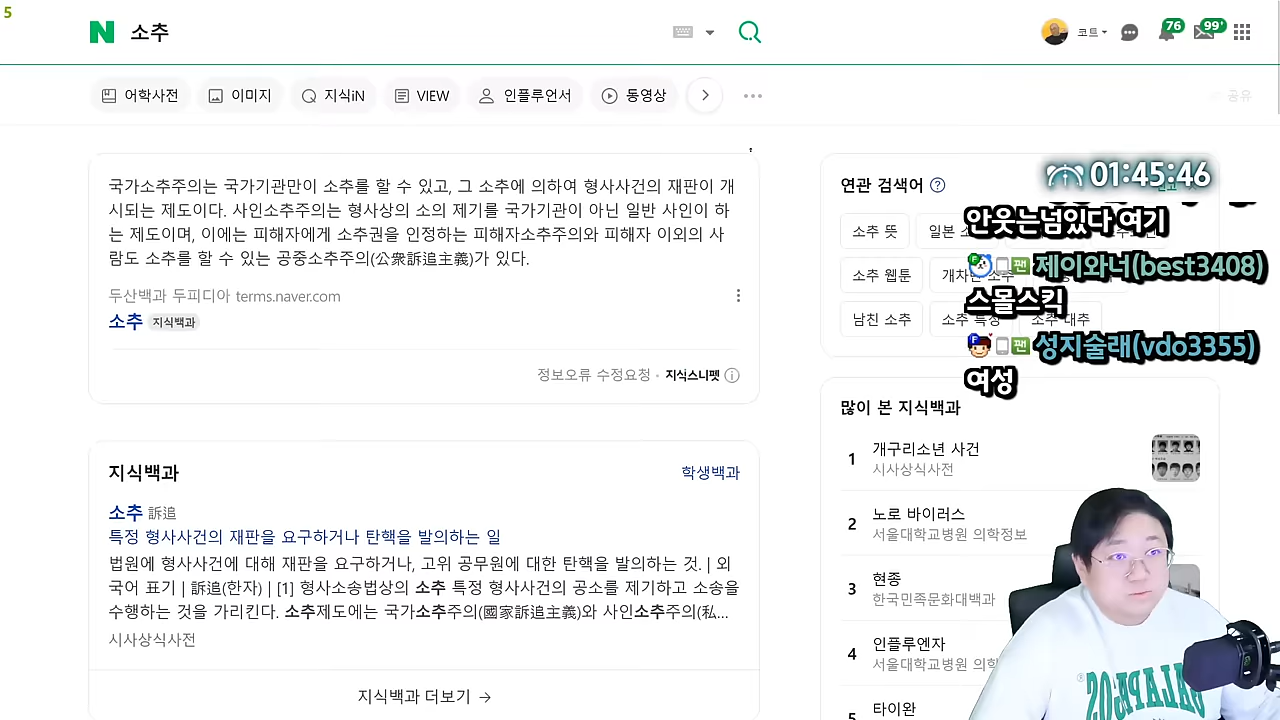 5
N 소추
코트
76
99+
어학사전
이미지
지식iN
VIEW
인플루언서
동영상
공유
국가소추주의는 국가기관만이 소추를 할 수 있고, 그 소추에 의하여 형사사건의 재판이 개
시되는 제도이다. 사인소추주의는 형사상의 소의 제기를 국가기관이 아닌 일반 사인이 하
는 제도이며, 이에는 피해자에게 소추권을 인정하는 피해자소추주의와 피해자 이외의 사
람도 소추를 할 수 있는 공중소추주의(公衆訴追主義)가 있다.
두산백과 두피디아 terms.naver.com
소추 지식백과
정보오류 수정요청 · 지식스니펫
지식백과
학생백과
소추 訴追
특정 형사사건의 재판을 요구하거나 탄핵을 발의하는 일
법원에 형사사건에 대해 재판을 요구하거나, 고위 공무원에 대한 탄핵을 발의하는 것. | 외
국어 표기 | 訴追(한자) | [1] 형사소송법상의 소추 특정 형사사건의 공소를 제기하고 소송을
수행하는 것을 가리킨다. 소추제도에는 국가소추주의(國家訴追主義)와 사인소추주의(私...
시사상식사전
지식백과 더보기 →
연관 검색어
01:45:46
소추 뜻
일본
안웃는넘있다 여기
소추 웹툰
제이와너(best3408)
스몰스킥
남친 소추
소추 특징
소추 대추
성지술래(vdo3355)
여성
많이 본 지식백과
1 개구리소년 사건
시사상식사전
2 노로 바이러스
서울대학교병원 의학정보
3 현종
한국민족문화대백과
4 인플루엔자
서울대학교병원 의학
5 타이완
GALAPAGOS